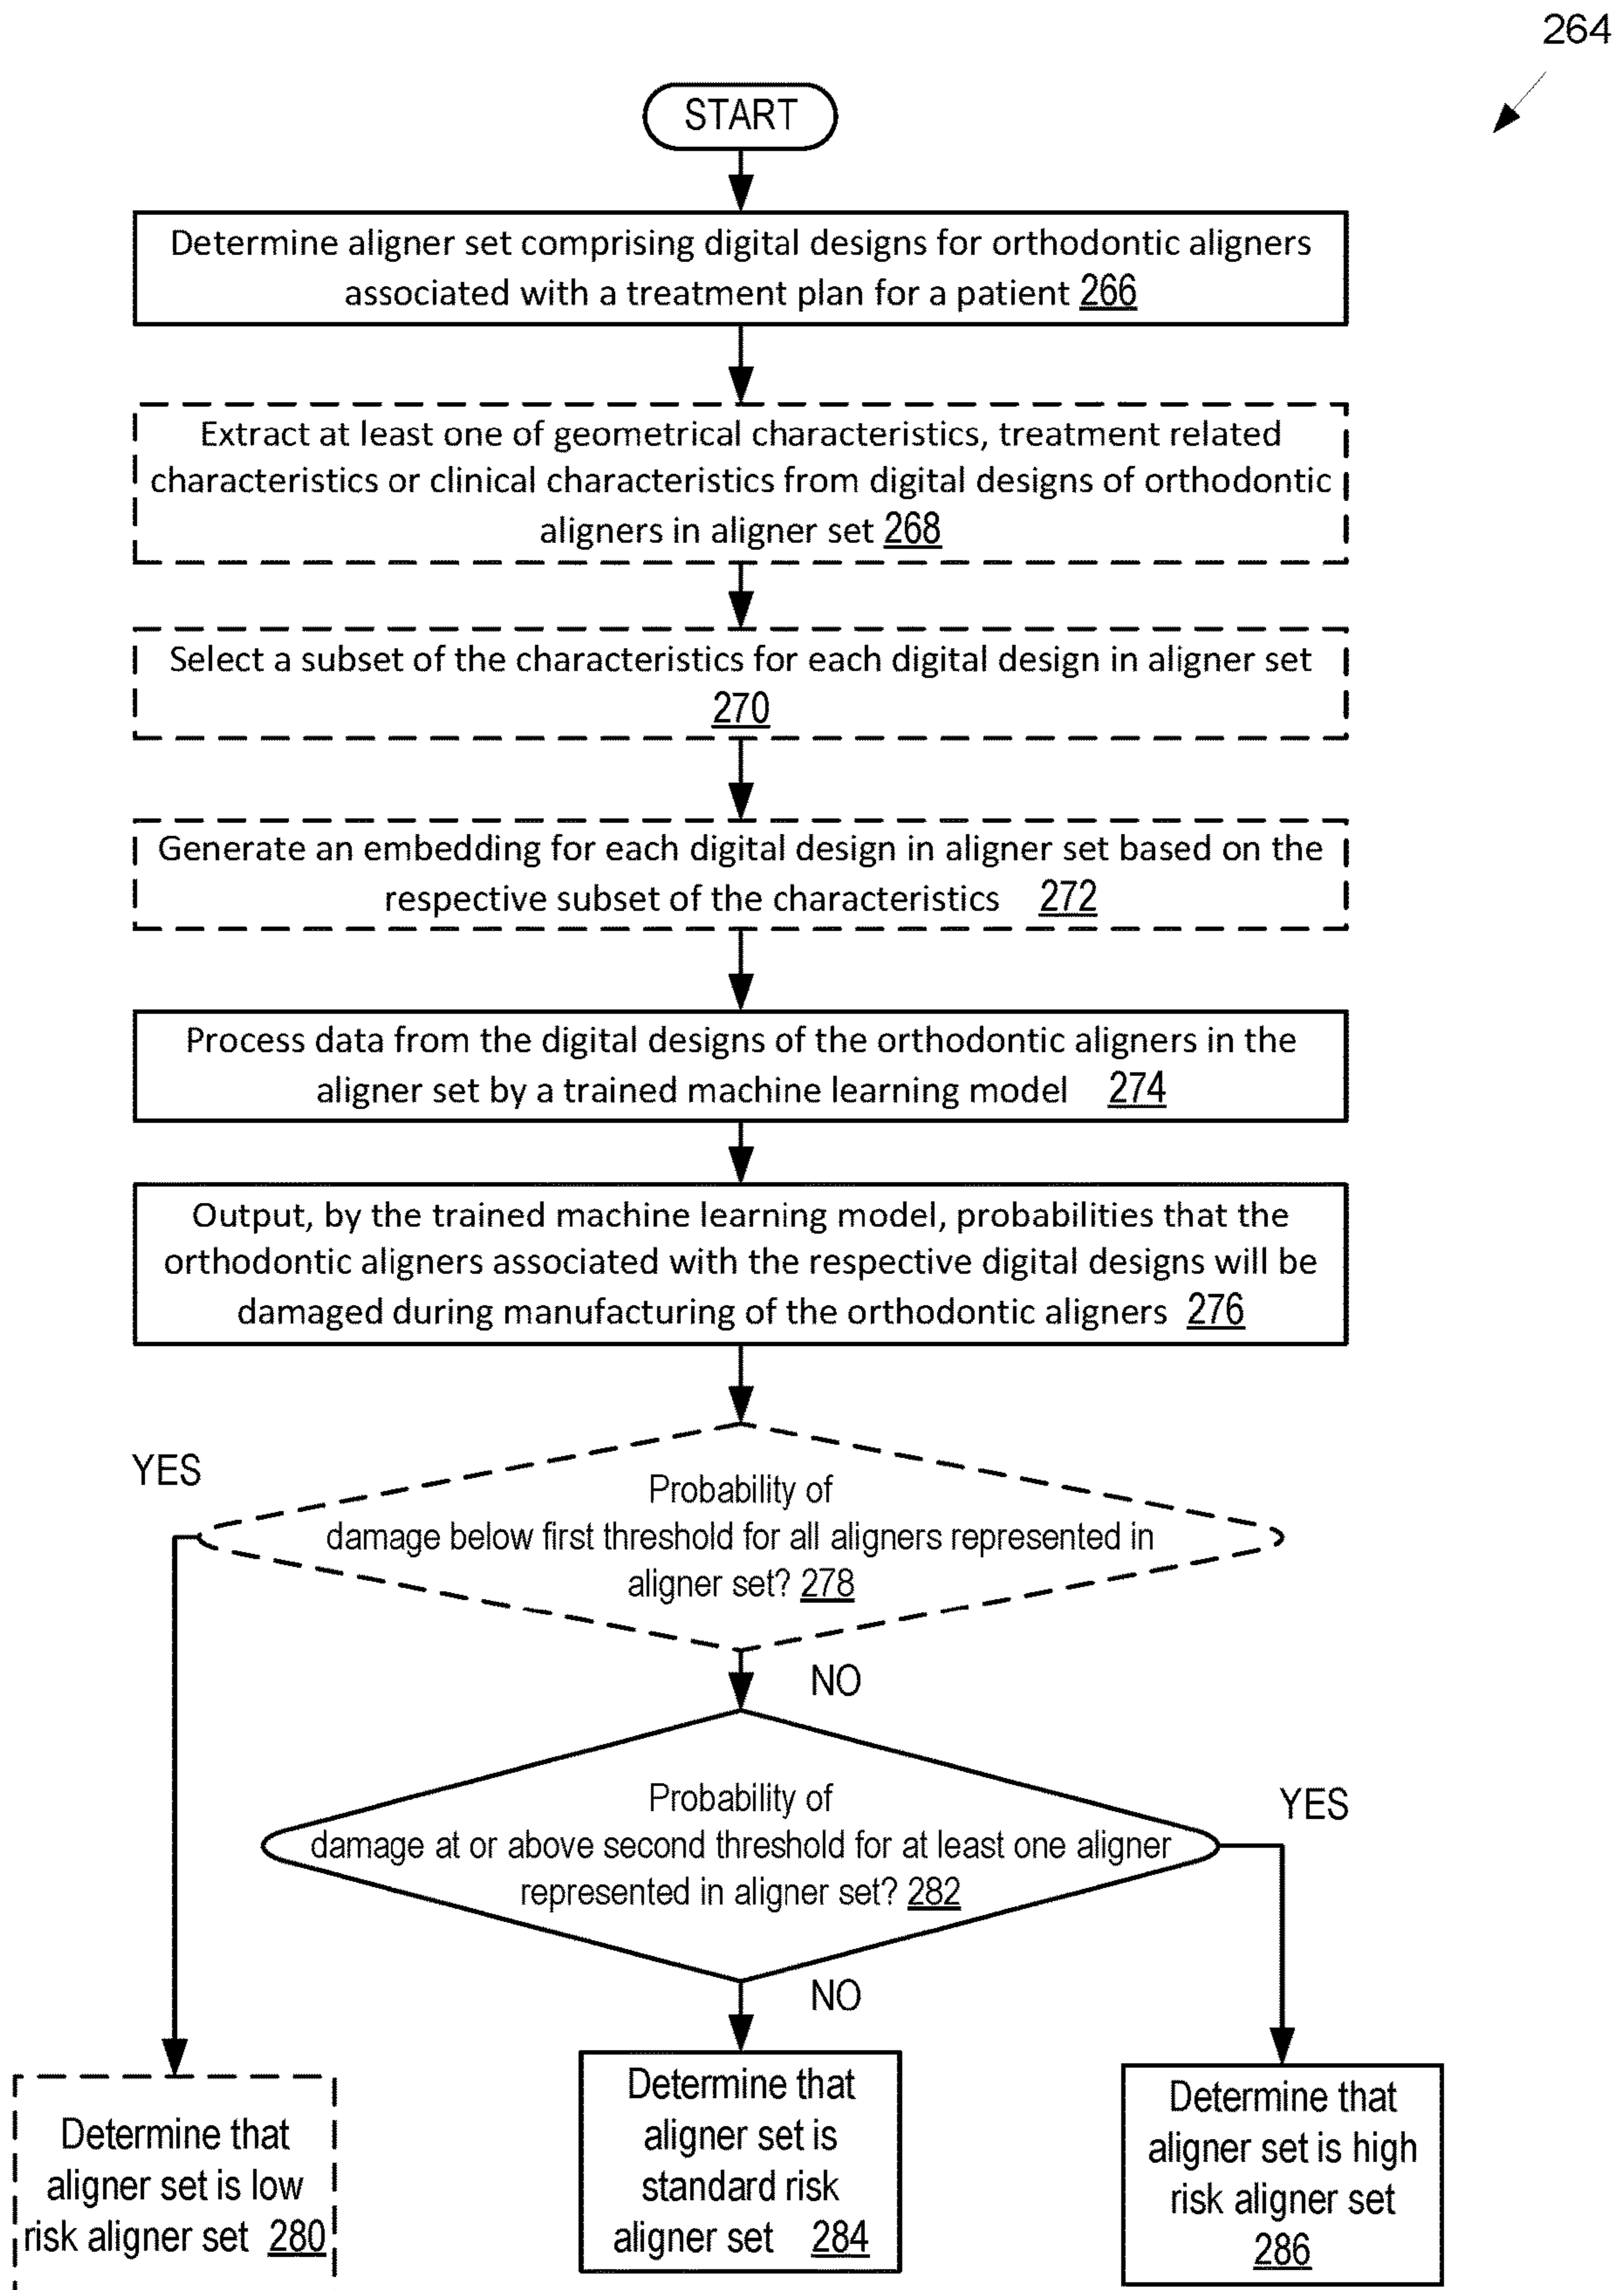 264
START
Determine aligner set comprising digital designs for orthodontic aligners
associated with a treatment plan for a patient 266
Extract at least one of geometrical characteristics, treatment related
characteristics or clinical characteristics from digital designs of orthodontic
aligners in aligner set 268
Select a subset of the characteristics for each digital design in aligner set
270
Generate an embedding for each digital design in aligner set based on the
respective subset of the characteristics 272
Process data from the digital designs of the orthodontic aligners in the
aligner set by a trained machine learning model 274
Output, by the trained machine learning model, probabilities that the
orthodontic aligners associated with the respective digital designs will be
damaged during manufacturing of the orthodontic aligners 276
YES
Probability of
damage below first threshold for all aligners represented in
aligner set? 278
NO
Probability of
damage at or above second threshold for at least one aligner
represented in aligner set? 282
YES
NO
Determine that
aligner set is low
risk aligner set 280
Determine that
aligner set is
standard risk
aligner set 284
Determine that
aligner set is high
risk aligner set
286